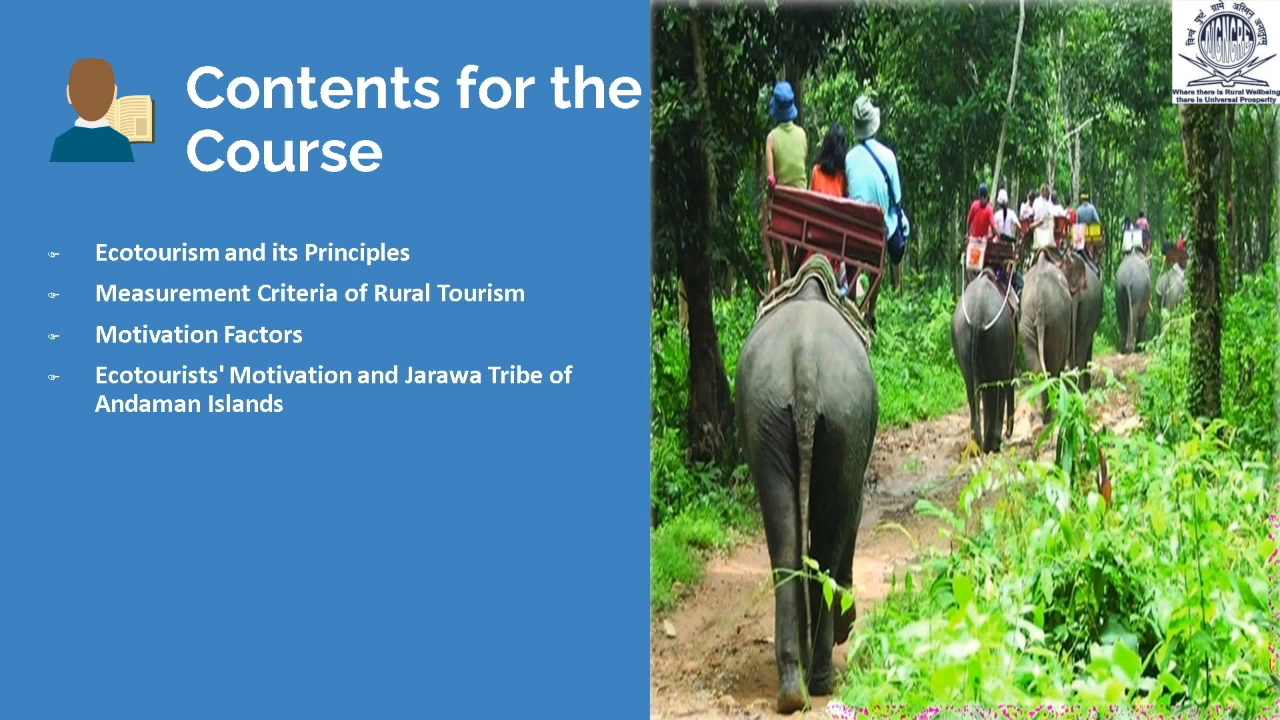 Contents for the
Course
Ecotourism and its Principles
Measurement Criteria of Rural Tourism
Motivation Factors
Ecotourists' Motivation and Jarawa Tribe of
Andaman Islands
MGNCRE
Where there is Rural Wellbeing
there is Universal Prosperity